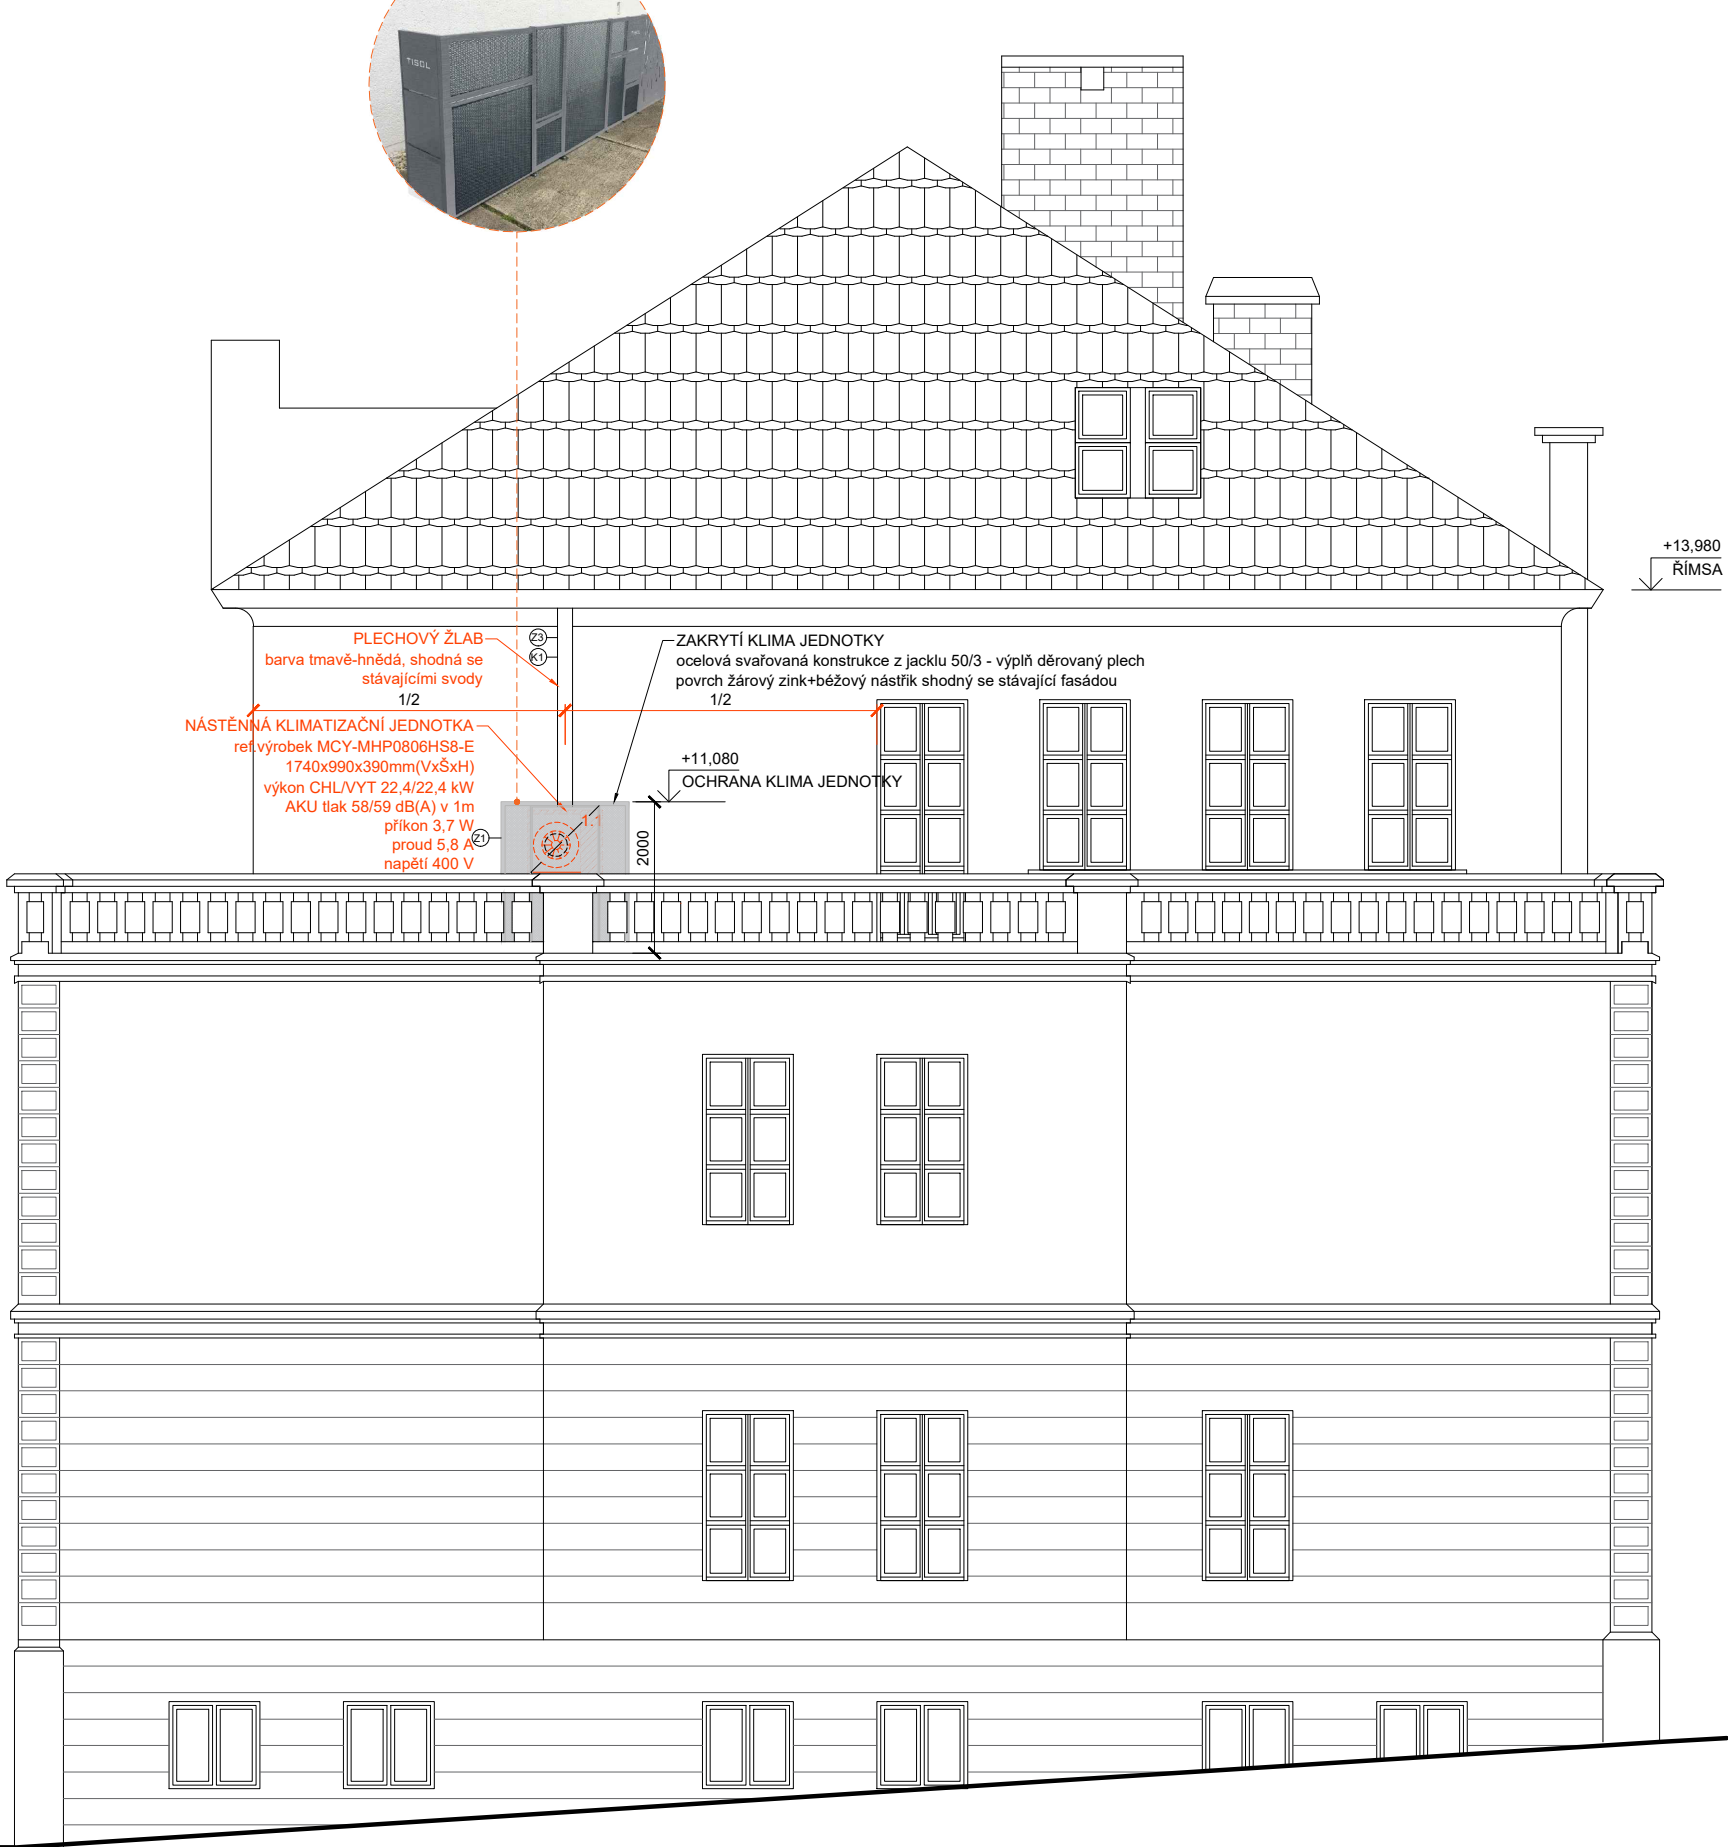 TISOL
+13,980
ŘÍMSA
PLECHOVÝ ŽLAB
barva tmavě-hnědá, shodná se
stávajícími svody
Z3
K1
ZAKRYTÍ KLIMA JEDNOTKY
ocelová svařovaná konstrukce z jacklu 50/3 - výplň děrovaný plech
povrch žárový zink+béžový nástřik shodný se stávající fasádou
1/2
1/2
NÁSTĚNNÁ KLIMATIZAČNÍ JEDNOTKA
ref.výrobek MCY-MHP0806HS8-E
1740x990x390mm(VxŠxH)
výkon CHL/VYT 22,4/22,4 kW
AKU tlak 58/59 dB(A) v 1m
příkon 3,7 W
proud 5,8 A
napětí 400 V
Z1
+11,080
OCHRANA KLIMA JEDNOTKY
1.1
2000